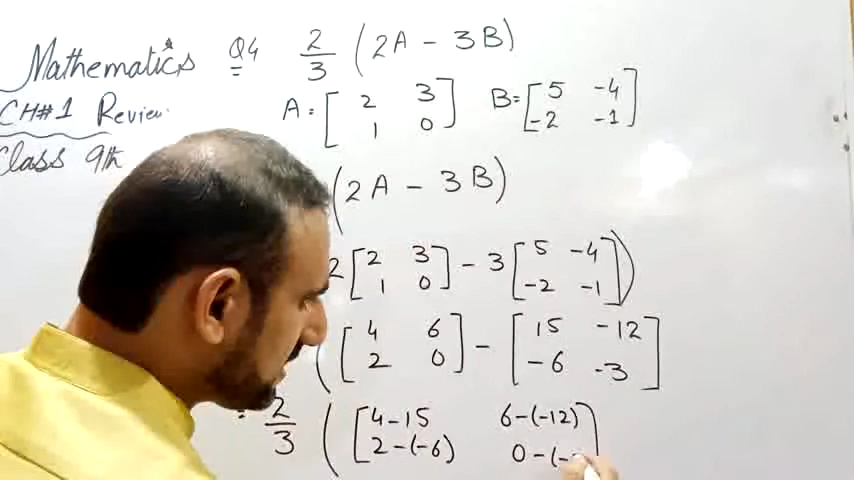 Mathematics Q4 2/3 (2A - 3B)
CH#1 Review
A = [2 3; 1 0] B = [5 -4; -2 -1]
Class 9th
(2A - 3B)
2[2 3; 1 0] - 3[5 -4; -2 -1])
([4 6; 2 0] - [15 -12; -6 -3]
= 2/3 ([4-15 6-(-12); 2-(-6) 0-(-